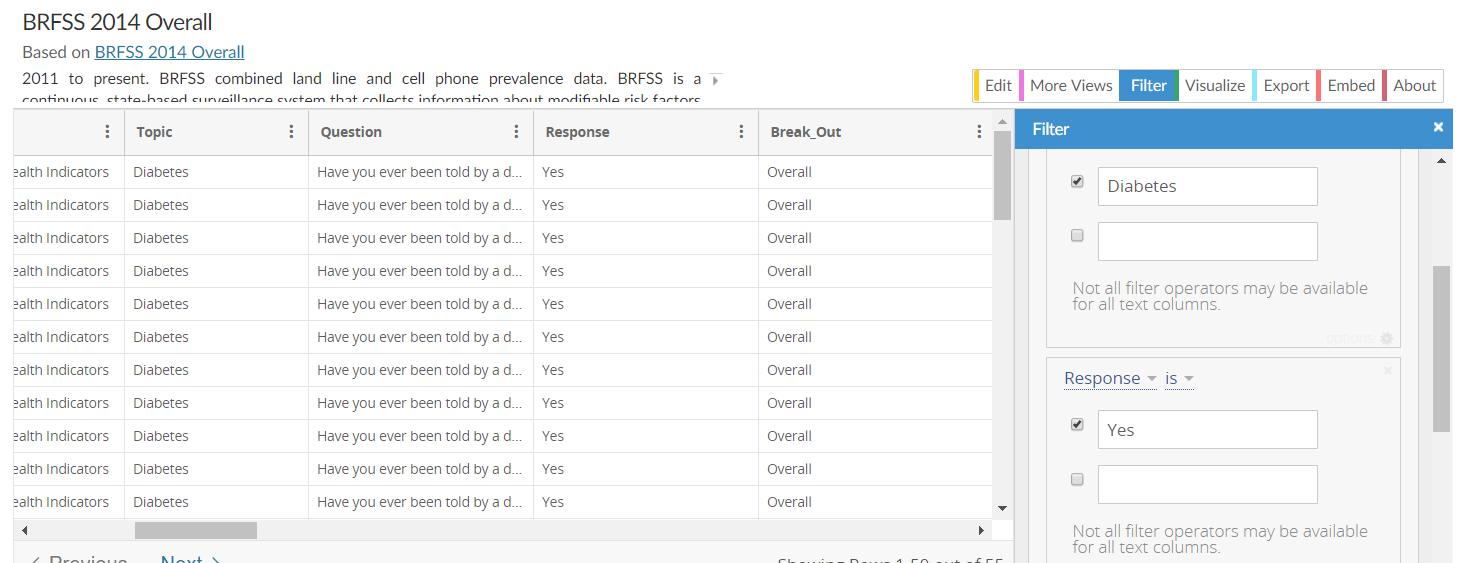 BRFSS 2014 Overall
Based on BRFSS 2014 Overall
2011 to present. BRFSS combined land line and cell phone prevalence data. BRFSS is a
continuous, state-based surveillance system that collects information about modifiable risk factors
Edit More Views Filter Visualize Export Embed About
Topic Question Response Break_Out
ealth Indicators Diabetes Have you ever been told by a d... Yes Overall
ealth Indicators Diabetes Have you ever been told by a d... Yes Overall
ealth Indicators Diabetes Have you ever been told by a d... Yes Overall
ealth Indicators Diabetes Have you ever been told by a d... Yes Overall
ealth Indicators Diabetes Have you ever been told by a d... Yes Overall
ealth Indicators Diabetes Have you ever been told by a d... Yes Overall
ealth Indicators Diabetes Have you ever been told by a d... Yes Overall
ealth Indicators Diabetes Have you ever been told by a d... Yes Overall
ealth Indicators Diabetes Have you ever been told by a d... Yes Overall
ealth Indicators Diabetes Have you ever been told by a d... Yes Overall
ealth Indicators Diabetes Have you ever been told by a d... Yes Overall
Previous Next Showing Rows 1-50 out of 55
Filter
Diabetes
Not all filter operators may be available
for all text columns.
options
Response is
Yes
Not all filter operators may be available
for all text columns.